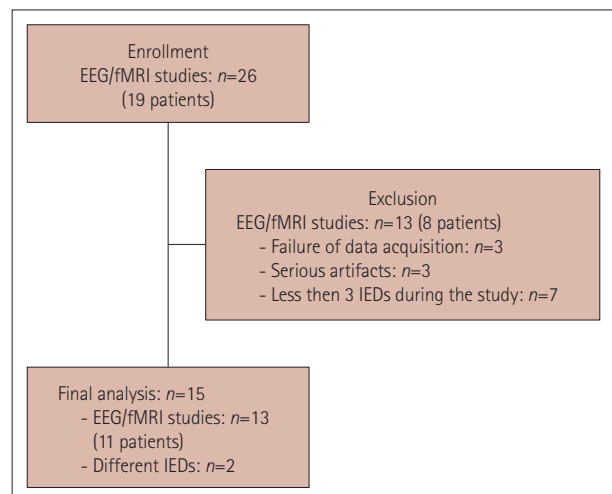 Enrollment
EEG/fMRI studies: n=26
(19 patients)
Exclusion
EEG/fMRI studies: n=13 (8 patients)
- Failure of data acquisition: n=3
- Serious artifacts: n=3
- Less then 3 IEDs during the study: n=7
Final analysis: n=15
- EEG/fMRI studies: n=13
(11 patients)
- Different IEDs: n=2